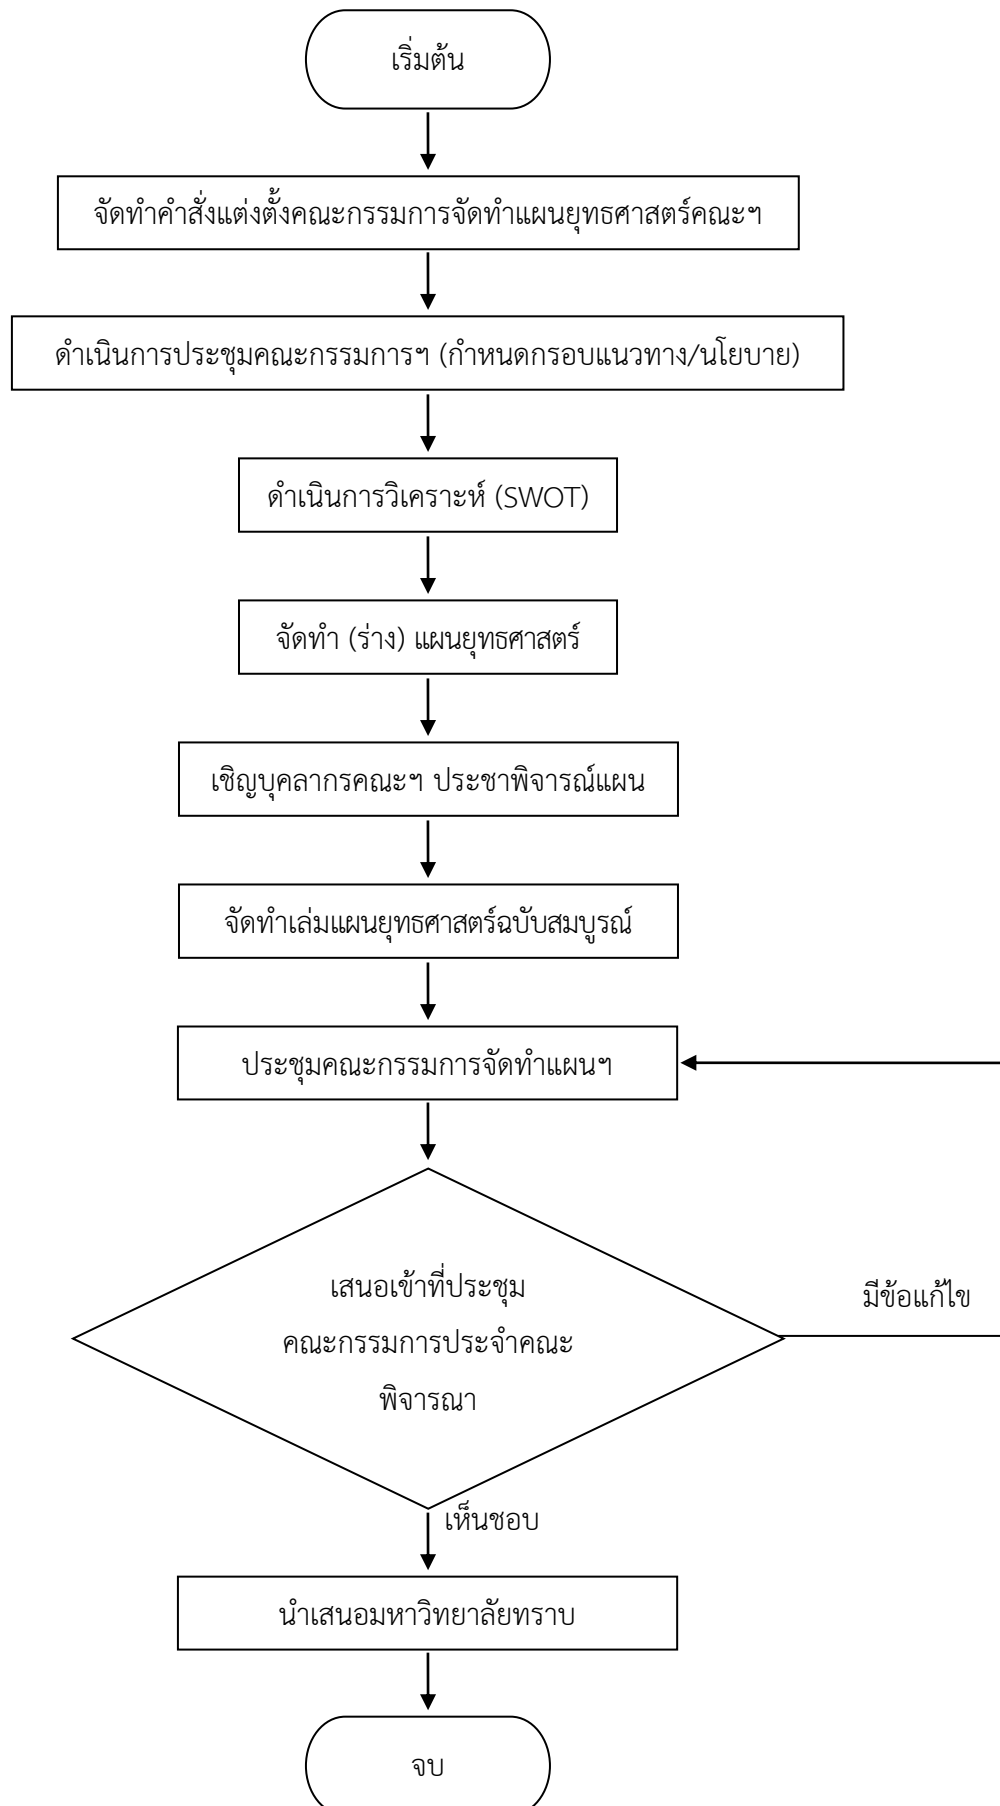 เริ่มต้น
จัดทำคำสั่งแต่งตั้งคณะกรรมการจัดทำแผนยุทธศาสตร์คณะฯ
ดำเนินการประชุมคณะกรรมการฯ (กำหนดกรอบแนวทาง/นโยบาย)
ดำเนินการวิเคราะห์ (SWOT)
จัดทำ (ร่าง) แผนยุทธศาสตร์
เชิญบุคลากรคณะฯ ประชาพิจารณ์แผน
จัดทำเล่มแผนยุทธศาสตร์ฉบับสมบูรณ์
ประชุมคณะกรรมการจัดทำแผนฯ
เสนอเข้าที่ประชุม
คณะกรรมการประจำคณะ
พิจารณา
มีข้อแก้ไข
เห็นชอบ
นำเสนอมหาวิทยาลัยทราบ
จบ